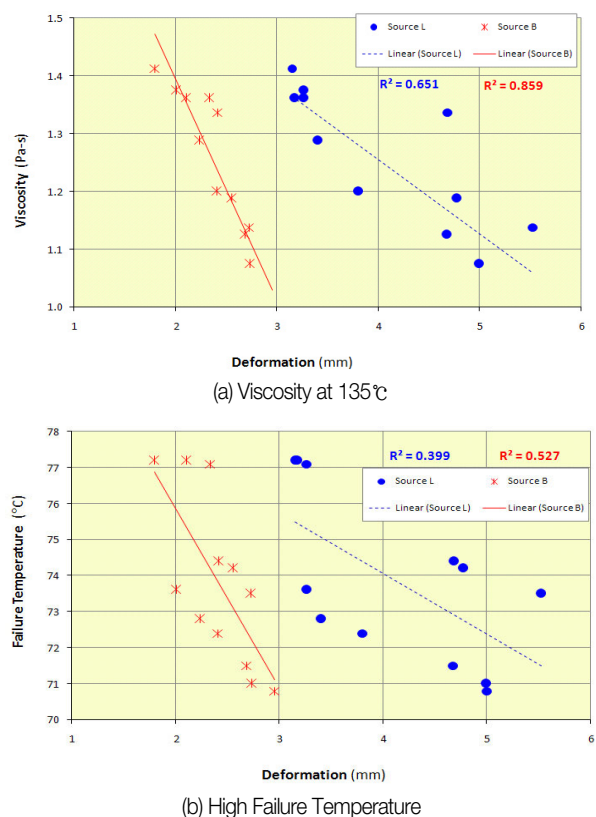 1.5
1.4
1.3
1.2
1.1
1.0
Viscosity (Pa-s)
Source L
Source B
Linear (Source L)
Linear (Source B)
R² = 0.651
R² = 0.859
1 2 3 4 5 6
Deformation (mm)
(a) Viscosity at 135℃
78
77
76
75
74
73
72
71
70
Failure Temperature (°C)
R² = 0.399
R² = 0.527
Source L
Source B
Linear (Source L)
Linear (Source B)
1 2 3 4 5 6
Deformation (mm)
(b) High Failure Temperature